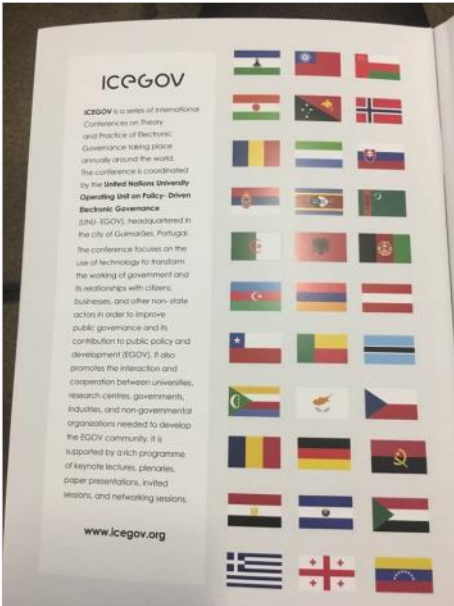 ICEGOV
ICEGOV is a series of International
Conferences on Theory
and Practice of Electronic
Governance taking place
annually around the world.
The conference is coordinated
by the United Nations University
Operating Unit on Policy- Driven
Electronic Governance
(UNU- EGOV), headquartered in
the city of Guimarães, Portugal.
The conference focuses on the
use of technology to transform
the working of government and
its relationships with citizens,
businesses, and other non- state
actors in order to improve
public governance and its
contribution to public policy and
development (EGOV). It also
promotes the interaction and
cooperation between universities,
research centres, governments,
industries, and non-governmental
organizations needed to develop
the EGOV community. It is
supported by a rich programme
of keynote lectures, plenaries,
paper presentations, invited
sessions, and networking sessions.
www.icegov.org